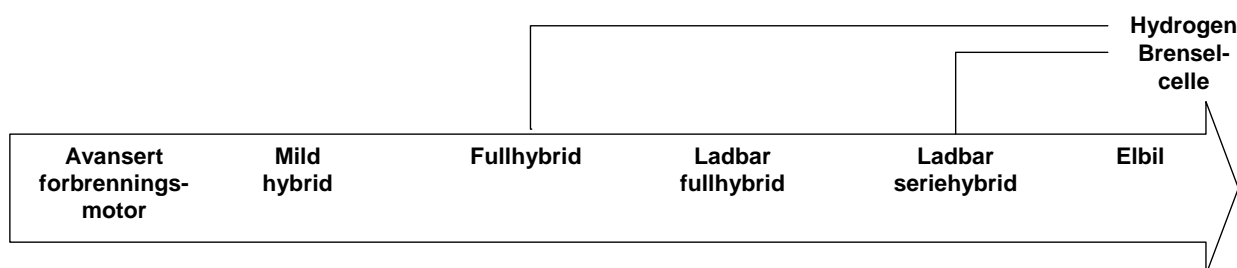 Hydrogen
Brensel-
celle
Avansert
forbrennings-
motor
Mild
hybrid
Fullhybrid
Ladbar
fullhybrid
Ladbar
seriehybrid
Elbil